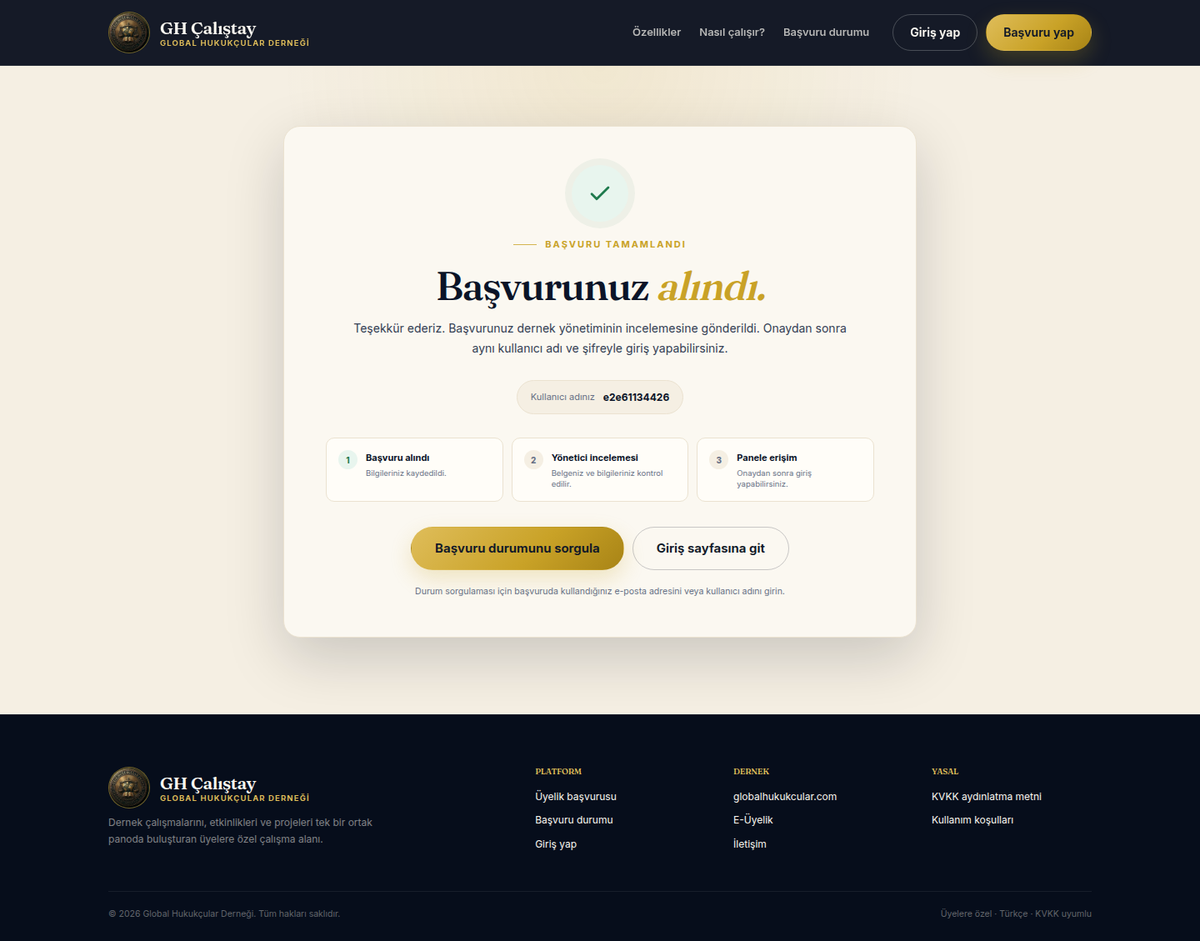 GH Çalıştay
GLOBAL HUKUKÇULAR DERNEĞİ
Özellikler
Nasıl çalışır?
Başvuru durumu
Giriş yap
Başvuru yap
BAŞVURU TAMAMLANDI
Başvurunuz alındı.
Teşekkür ederiz. Başvurunuz dernek yönetiminin incelemesine gönderildi. Onaydan sonra
aynı kullanıcı adı ve şifreyle giriş yapabilirsiniz.
Kullanıcı adınız e2e61134426
1 Başvuru alındı
Bilgileriniz kaydedildi.
2 Yönetici incelemesi
Belgeniz ve bilgileriniz kontrol
edilir.
3 Panele erişim
Onaydan sonra giriş
yapabilirsiniz.
Başvuru durumunu sorgula
Giriş sayfasına git
Durum sorgulaması için başvuruda kullandığınız e-posta adresini veya kullanıcı adını girin.
GH Çalıştay
GLOBAL HUKUKÇULAR DERNEĞİ
Dernek çalışmalarını, etkinlikleri ve projeleri tek bir ortak
panoda buluşturan üyelere özel çalışma alanı.
PLATFORM
Üyelik başvurusu
Başvuru durumu
Giriş yap
DERNEK
globalhukukcular.com
E-Üyelik
İletişim
YASAL
KVKK aydınlatma metni
Kullanım koşulları
© 2026 Global Hukukçular Derneği. Tüm hakları saklıdır.
Üyelere özel · Türkçe · KVKK uyumlu